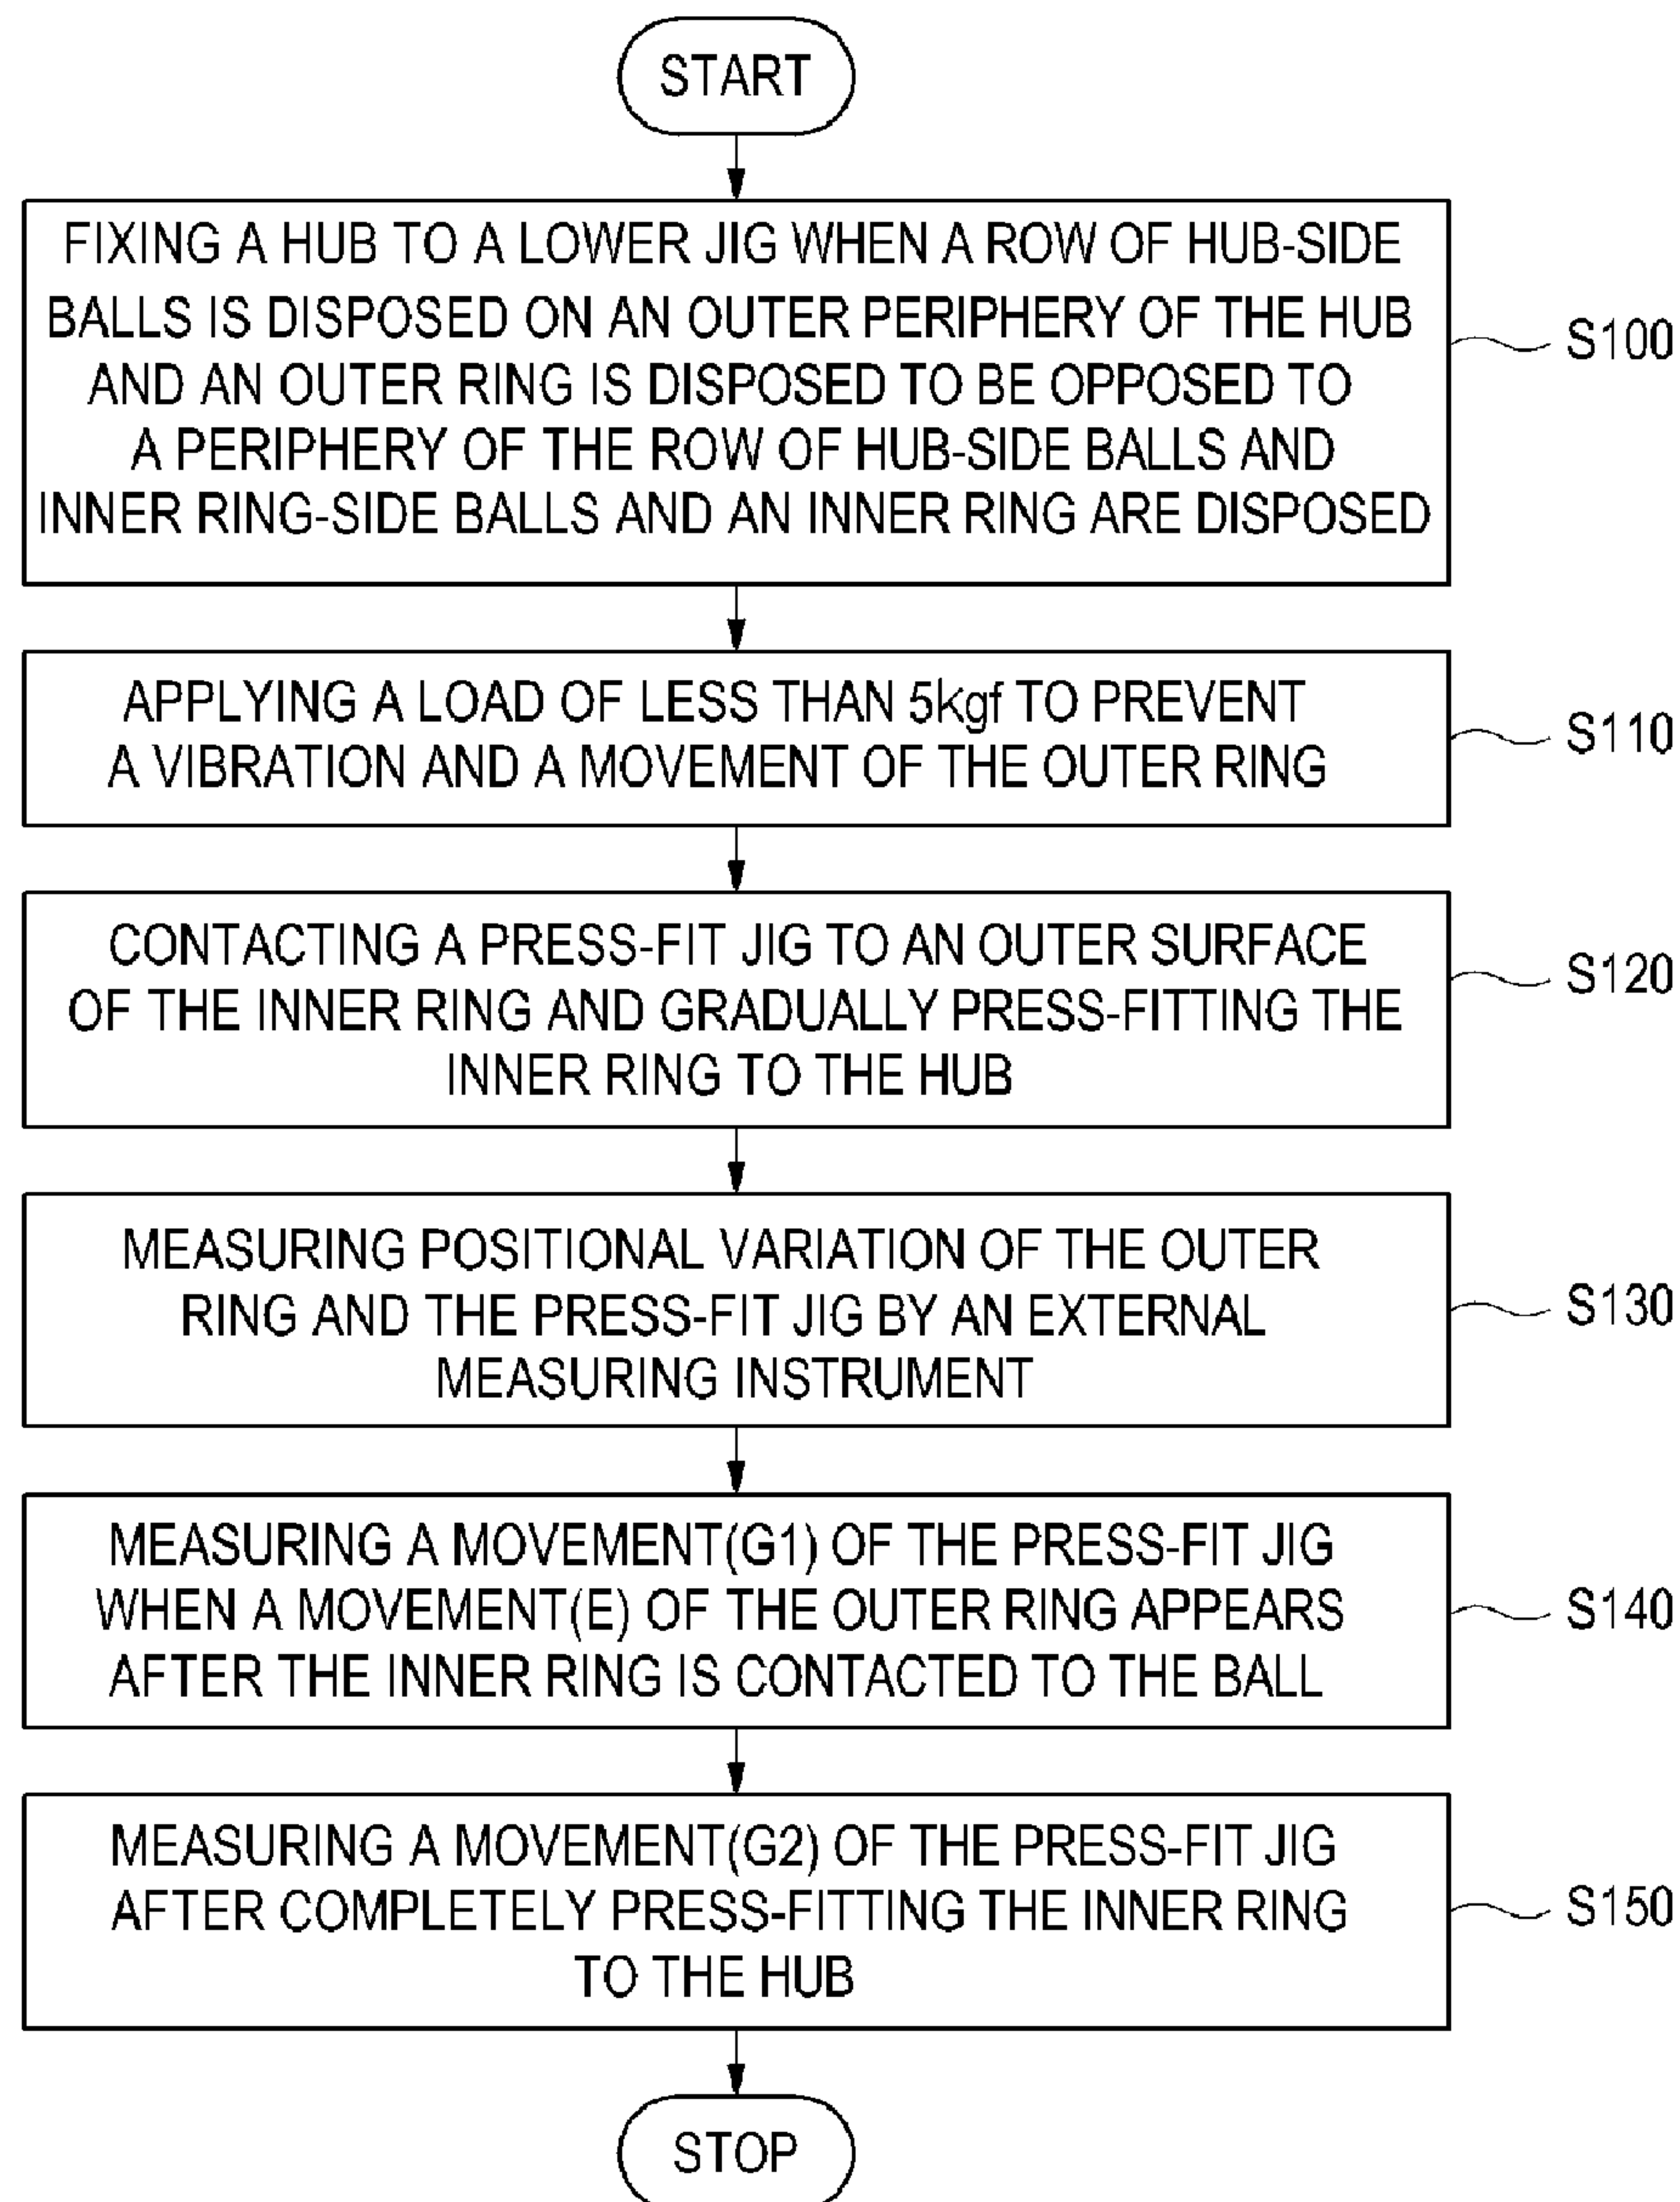 START
FIXING A HUB TO A LOWER JIG WHEN A ROW OF HUB-SIDE
BALLS IS DISPOSED ON AN OUTER PERIPHERY OF THE HUB
AND AN OUTER RING IS DISPOSED TO BE OPPOSED TO
A PERIPHERY OF THE ROW OF HUB-SIDE BALLS AND
INNER RING-SIDE BALLS AND AN INNER RING ARE DISPOSED
S100
APPLYING A LOAD OF LESS THAN 5kgf TO PREVENT
A VIBRATION AND A MOVEMENT OF THE OUTER RING
S110
CONTACTING A PRESS-FIT JIG TO AN OUTER SURFACE
OF THE INNER RING AND GRADUALLY PRESS-FITTING THE
INNER RING TO THE HUB
S120
MEASURING POSITIONAL VARIATION OF THE OUTER
RING AND THE PRESS-FIT JIG BY AN EXTERNAL
MEASURING INSTRUMENT
S130
MEASURING A MOVEMENT(G1) OF THE PRESS-FIT JIG
WHEN A MOVEMENT(E) OF THE OUTER RING APPEARS
AFTER THE INNER RING IS CONTACTED TO THE BALL
S140
MEASURING A MOVEMENT(G2) OF THE PRESS-FIT JIG
AFTER COMPLETELY PRESS-FITTING THE INNER RING
TO THE HUB
S150
STOP